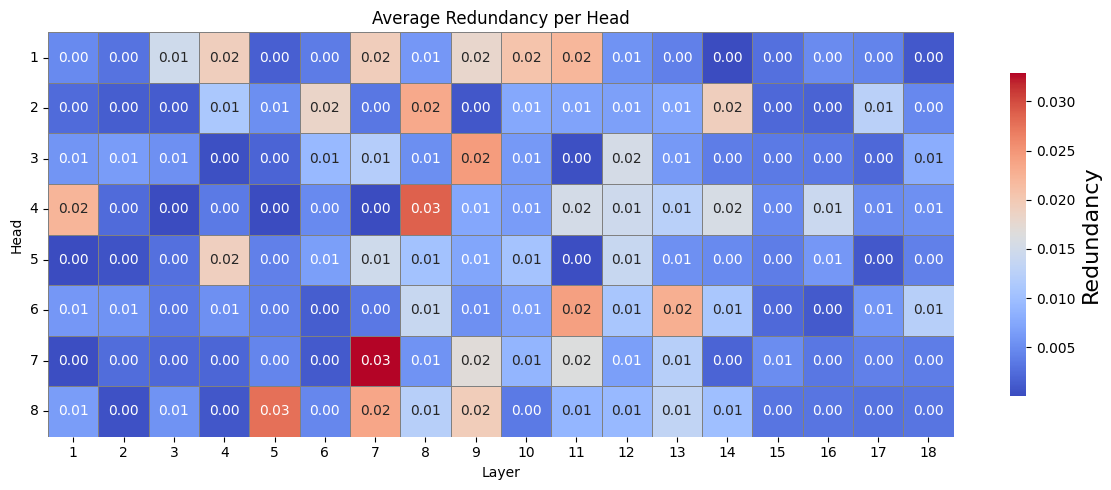 Average Redundancy per Head
1 0.00 0.00 0.01 0.02 0.00 0.00 0.02 0.01 0.02 0.02 0.02 0.01 0.00 0.00 0.00 0.00 0.00 0.00
2 0.00 0.00 0.00 0.01 0.01 0.02 0.00 0.02 0.00 0.01 0.01 0.01 0.01 0.02 0.00 0.00 0.01 0.00
3 0.01 0.01 0.01 0.00 0.00 0.01 0.01 0.01 0.02 0.01 0.00 0.02 0.01 0.00 0.00 0.00 0.00 0.01
4 0.02 0.00 0.00 0.00 0.00 0.00 0.00 0.03 0.01 0.01 0.02 0.01 0.01 0.02 0.00 0.01 0.01 0.01
5 0.00 0.00 0.00 0.02 0.00 0.01 0.01 0.01 0.01 0.01 0.00 0.01 0.01 0.00 0.00 0.01 0.00 0.00
6 0.01 0.01 0.00 0.01 0.00 0.00 0.00 0.01 0.01 0.01 0.02 0.01 0.02 0.01 0.00 0.00 0.00 0.01
7 0.00 0.00 0.00 0.00 0.00 0.00 0.03 0.01 0.02 0.01 0.02 0.01 0.01 0.00 0.01 0.00 0.00 0.00
8 0.01 0.00 0.01 0.00 0.03 0.00 0.02 0.01 0.02 0.00 0.01 0.01 0.01 0.01 0.00 0.00 0.00 0.00
1 2 3 4 5 6 7 8 9 10 11 12 13 14 15 16 17 18
Layer
Head
0.030
0.025
0.020
0.015
0.010
0.005
Redundancy